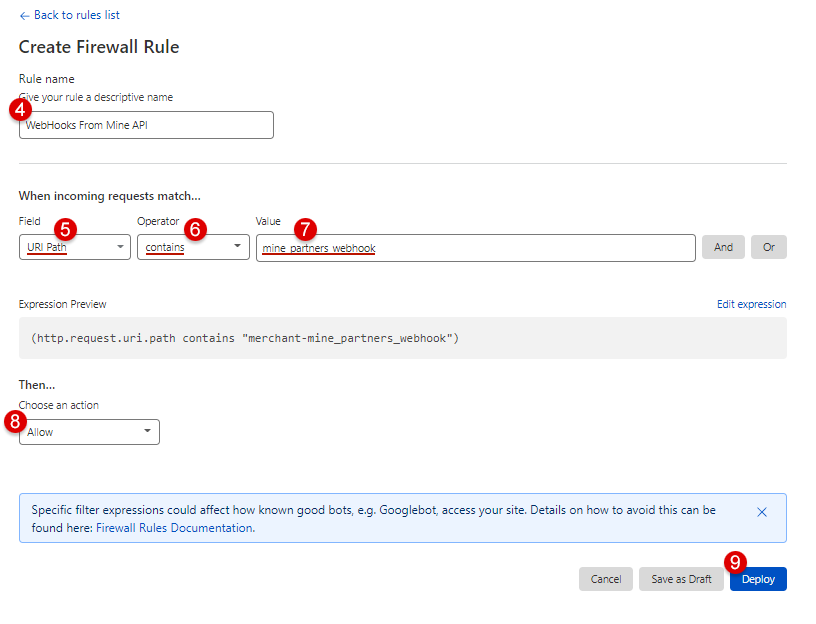 ← Back to rules list
Create Firewall Rule
Rule name
Give your rule a descriptive name
4
WebHooks From Mine API
When incoming requests match...
Field 5 Operator 6 Value 7
URI Path contains mine_partners_webhook And Or
Expression Preview Edit expression
(http.request.uri.path contains "merchant-mine_partners_webhook")
Then...
Choose an action
8
Allow
Specific filter expressions could affect how known good bots, e.g. Googlebot, access your site. Details on how to avoid this can be
found here: Firewall Rules Documentation.
9
Cancel Save as Draft Deploy